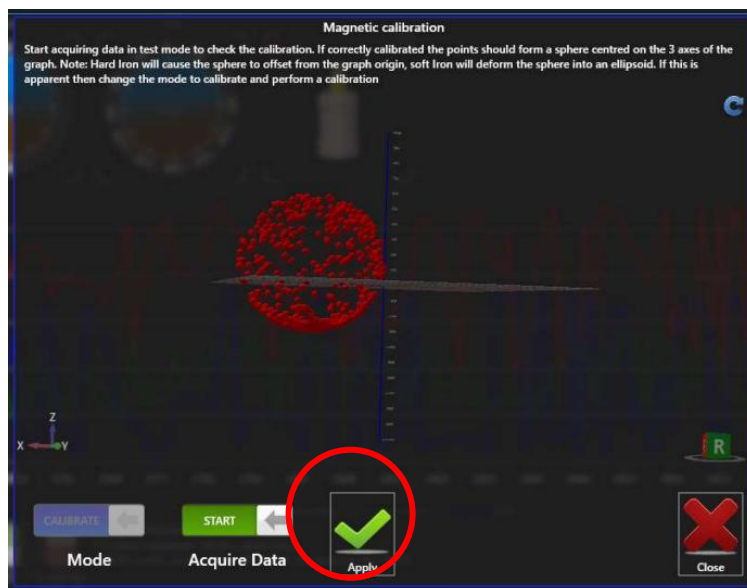 Magnetic calibration
Start acquiring data in test mode to check the calibration. If correctly calibrated the points should form a sphere centred on the 3 axes of the
graph. Note: Hard Iron will cause the sphere to offset from the graph origin, soft Iron will deform the sphere into an ellipsoid. If this is
apparent then change the mode to calibrate and perform a calibration
Z
X
Y
R
CALIBRATE
START
Mode
Acquire Data
Apply
Close